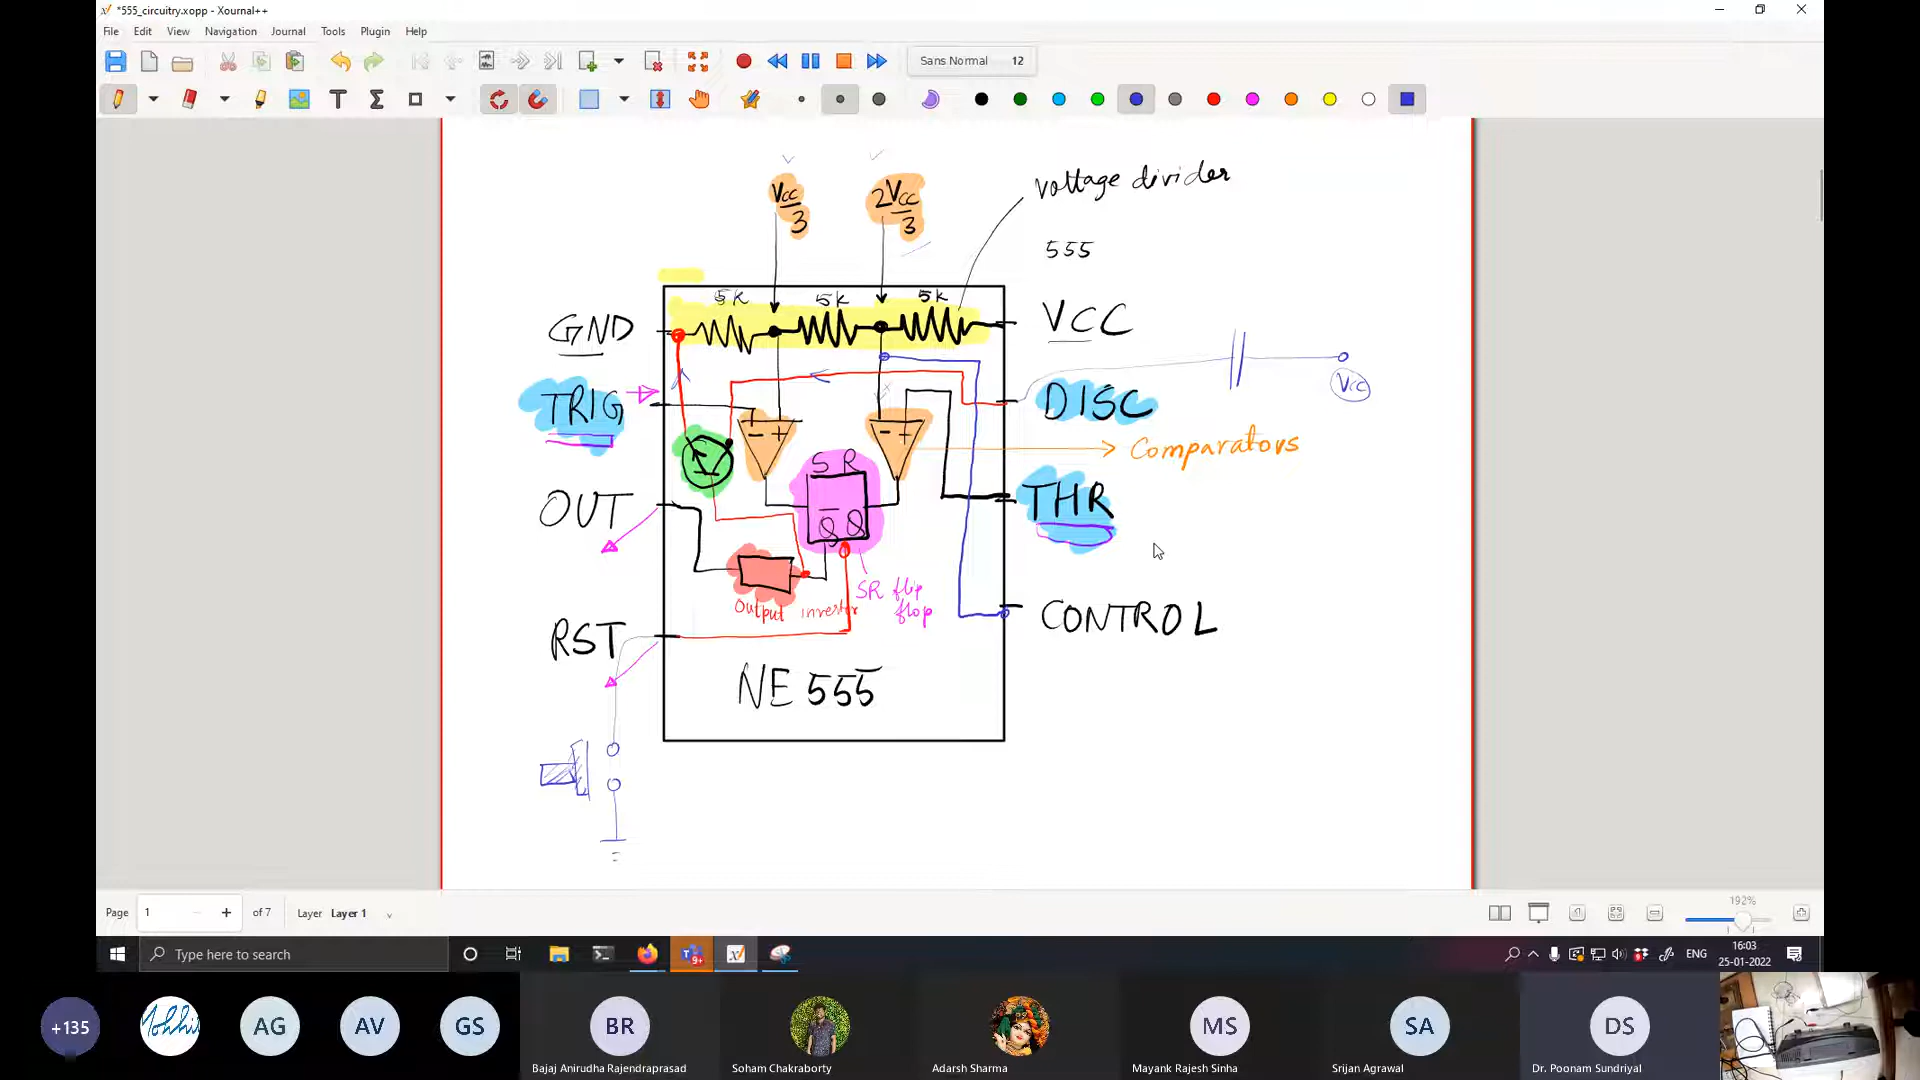 *555_circuitry.xopp - Xournal++
File Edit View Navigation Journal Tools Plugin Help
Sans Normal 12
Vcc/3
2Vcc/3
voltage divider
555
5k 5k 5k
GND
VCC
Vcc
TRIG
DISC
- +
- +
Comparators
S R
THR
OUT
Q̅ Q
SR flip
flop
Output inverter
RST
CONTROL
NE 555
Page 1 of 7 Layer Layer 1
192%
Type here to search
9+
ENG
16:03
25-01-2022
+135
Mohhit
AG
AV
GS
BR
MS
SA
DS
Bajaj Anirudha Rajendraprasad
Soham Chakraborty
Adarsh Sharma
Mayank Rajesh Sinha
Srijan Agrawal
Dr. Poonam Sundriyal